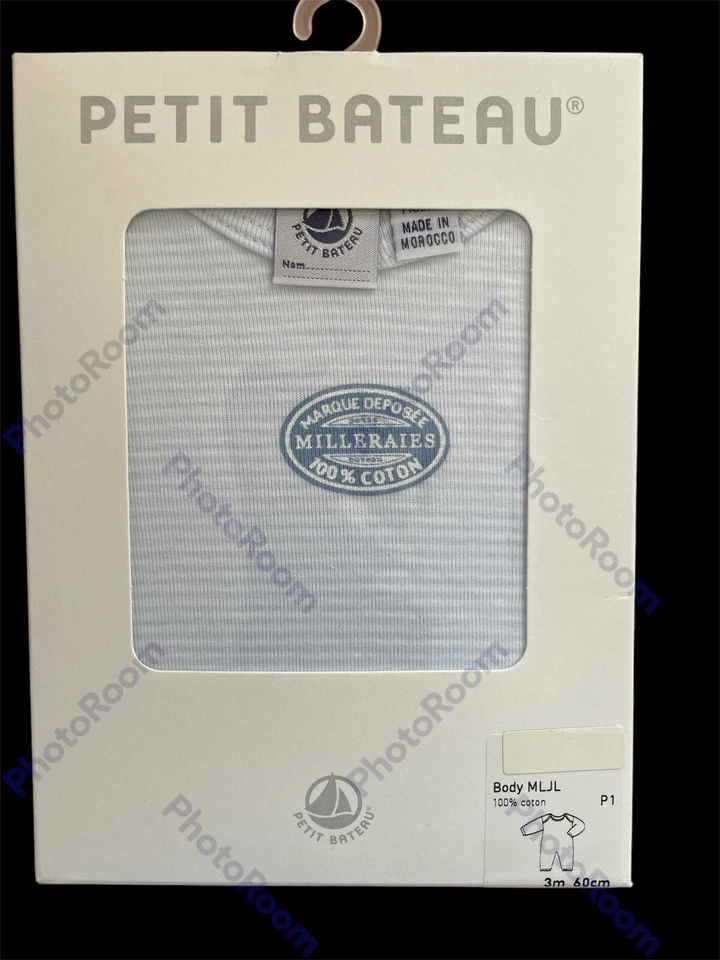 PETIT BATEAU®
PETIT BATEAU
Nom
MADE IN
MOROCCO
MARQUE DEPOSÉE
MILLERAIES
BATEAU
100% COTON
PhotoRoom
PhotoRoom
PhotoRoom
PhotoRoom
PhotoRoom
PhotoRoom
PETIT BATEAU®
Body MLJL
100% coton
P1
3m 60cm
PhotoRoom
PhotoRoom